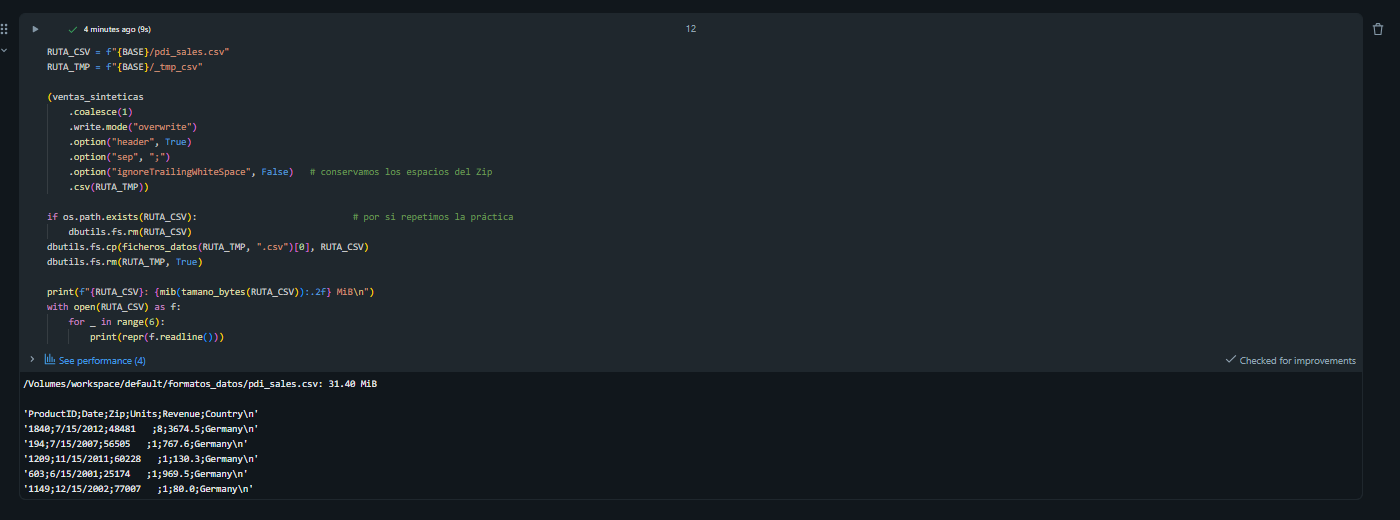 4 minutes ago (9s)
12
RUTA_CSV = f"{BASE}/pdi_sales.csv"
RUTA_TMP = f"{BASE}/_tmp_csv"
(ventas_sinteticas
    .coalesce(1)
    .write.mode("overwrite")
    .option("header", True)
    .option("sep", ";")
    .option("ignoreTrailingWhiteSpace", False)   # conservamos los espacios del Zip
    .csv(RUTA_TMP))
if os.path.exists(RUTA_CSV):                             # por si repetimos la práctica
    dbutils.fs.rm(RUTA_CSV)
dbutils.fs.cp(ficheros_datos(RUTA_TMP, ".csv")[0], RUTA_CSV)
dbutils.fs.rm(RUTA_TMP, True)
print(f"{RUTA_CSV}: {mib(tamano_bytes(RUTA_CSV)):.2f} MiB\n")
with open(RUTA_CSV) as f:
    for _ in range(6):
        print(repr(f.readline()))
See performance (4)
Checked for improvements
/Volumes/workspace/default/formatos_datos/pdi_sales.csv: 31.40 MiB
'ProductID;Date;Zip;Units;Revenue;Country\n'
'1840;7/15/2012;48481   ;8;3674.5;Germany\n'
'194;7/15/2007;56505   ;1;767.6;Germany\n'
'1209;11/15/2011;60228   ;1;130.3;Germany\n'
'603;6/15/2001;25174   ;1;969.5;Germany\n'
'1149;12/15/2002;77007   ;1;80.0;Germany\n'